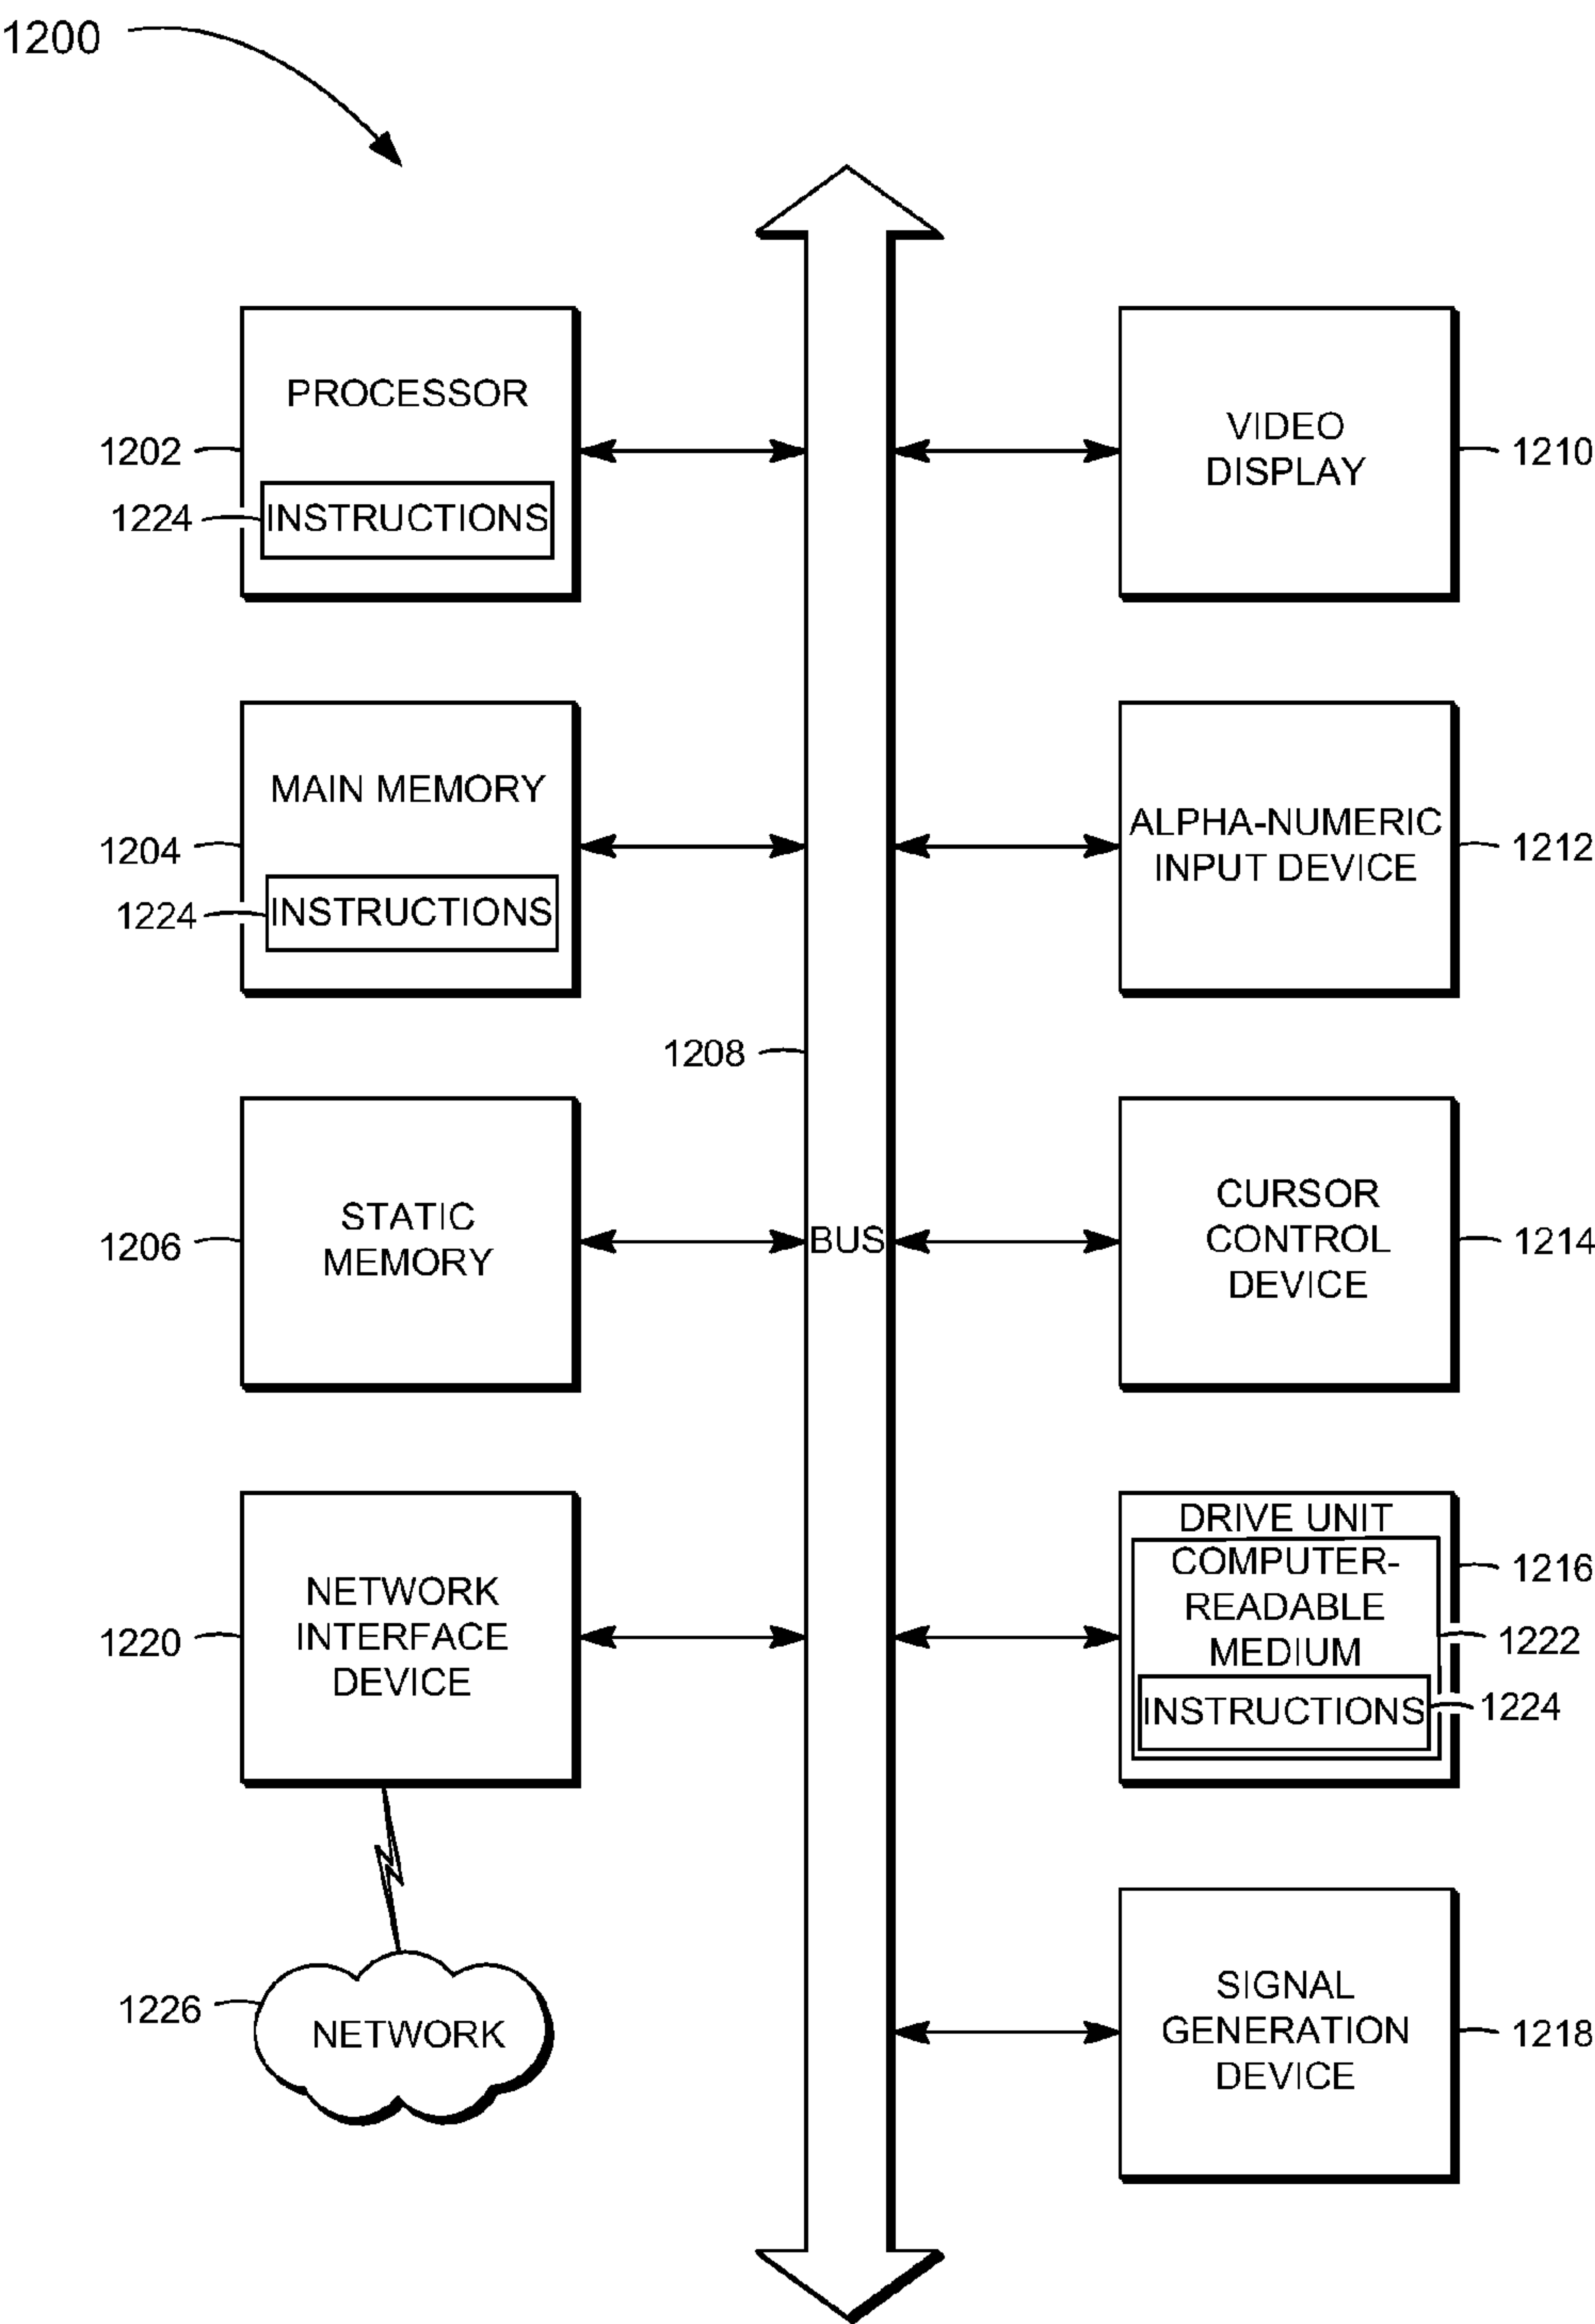 1200
PROCESSOR
1202
1224
INSTRUCTIONS
MAIN MEMORY
1204
1224
INSTRUCTIONS
1208
STATIC
MEMORY
1206
BUS
NETWORK
INTERFACE
DEVICE
1220
1226
NETWORK
VIDEO
DISPLAY
1210
ALPHA-NUMERIC
INPUT DEVICE
1212
CURSOR
CONTROL
DEVICE
1214
DRIVE UNIT
COMPUTER-
READABLE
MEDIUM
1216
1222
INSTRUCTIONS
1224
SIGNAL
GENERATION
DEVICE
1218